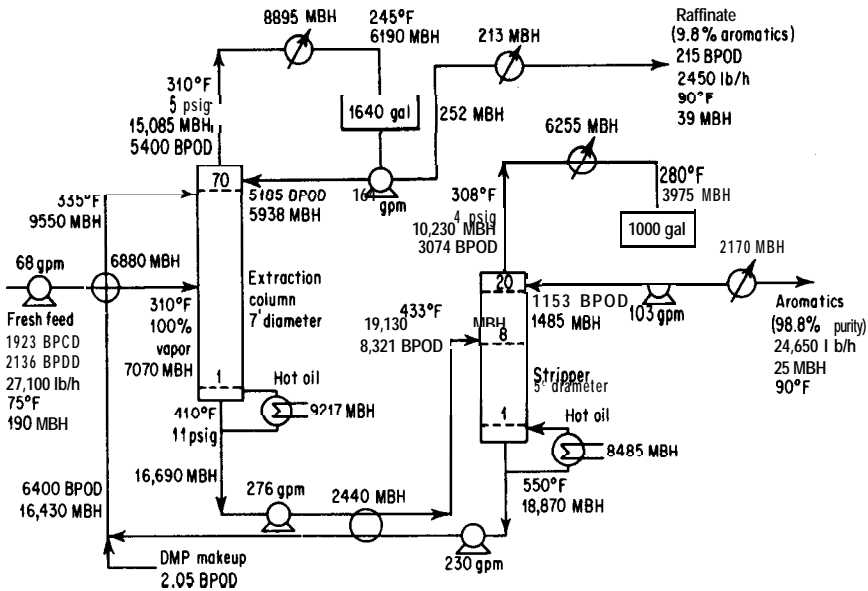 8895 MBH
245°F
6190 MBH
213 MBH
Raffinate
(9.8% aromatics)
215 BPOD
2450 lb/h
90°F
39 MBH
310°F
5 psig
15,085 MBH
5400 BPOD
1640 gal
252 MBH
6255 MBH
280°F
3975 MBH
1000 gal
335°F
9550 MBH
70
5185 BPOD
5938 MBH
gpm
308°F
4 psig
10,230 MBH
3074 BPOD
2170 MBH
68 gpm
6880 MBH
Fresh feed
1923 BPCD
2136 BPDD
27,100 lb/h
75°F
190 MBH
310°F
100%
vapor
7070 MBH
Extraction
column
7' diameter
1
Hot oil
9217 MBH
410°F
11 psig
433°F
19,130 MBH
8,321 BPOD
20
1153 BPOD
1485 MBH
8
103 gpm
Aromatics
(98.8% purity)
24,650 l b/h
25 MBH
90°F
Stripper
5' diameter
1
Hot oil
8485 MBH
550°F
18,870 MBH
16,690 MBH
276 gpm
2440 MBH
6400 BPOD
16,430 MBH
230 gpm
DMP makeup
2.05 BPOD